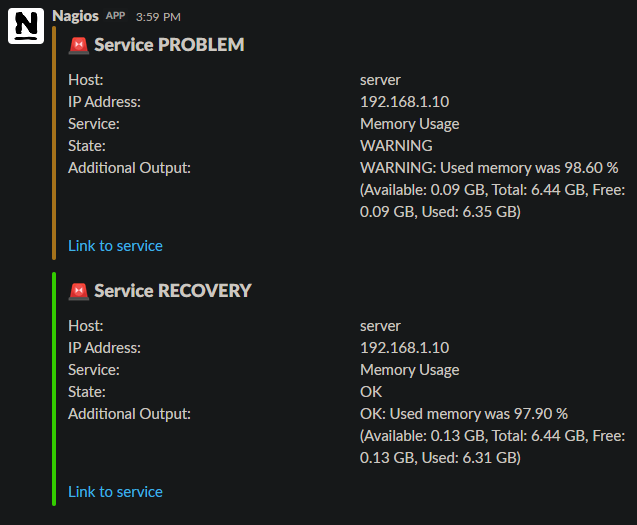 Nagios APP 3:59 PM
Service PROBLEM
Host: server
IP Address: 192.168.1.10
Service: Memory Usage
State: WARNING
Additional Output: WARNING: Used memory was 98.60 %
(Available: 0.09 GB, Total: 6.44 GB, Free:
0.09 GB, Used: 6.35 GB)
Link to service
Service RECOVERY
Host: server
IP Address: 192.168.1.10
Service: Memory Usage
State: OK
Additional Output: OK: Used memory was 97.90 %
(Available: 0.13 GB, Total: 6.44 GB, Free:
0.13 GB, Used: 6.31 GB)
Link to service